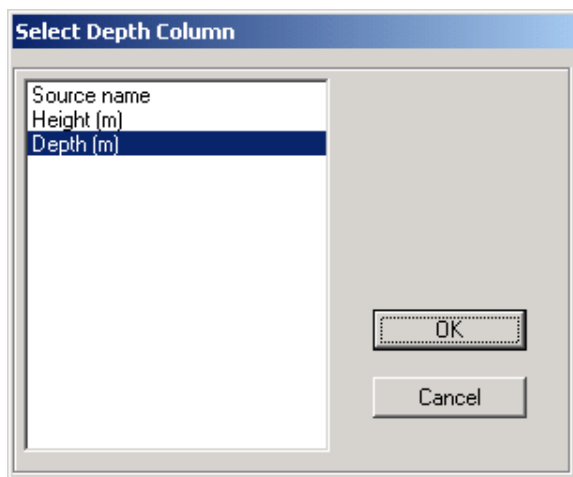 Select Depth Column
Source name
Height (m)
Depth (m)
OK
Cancel